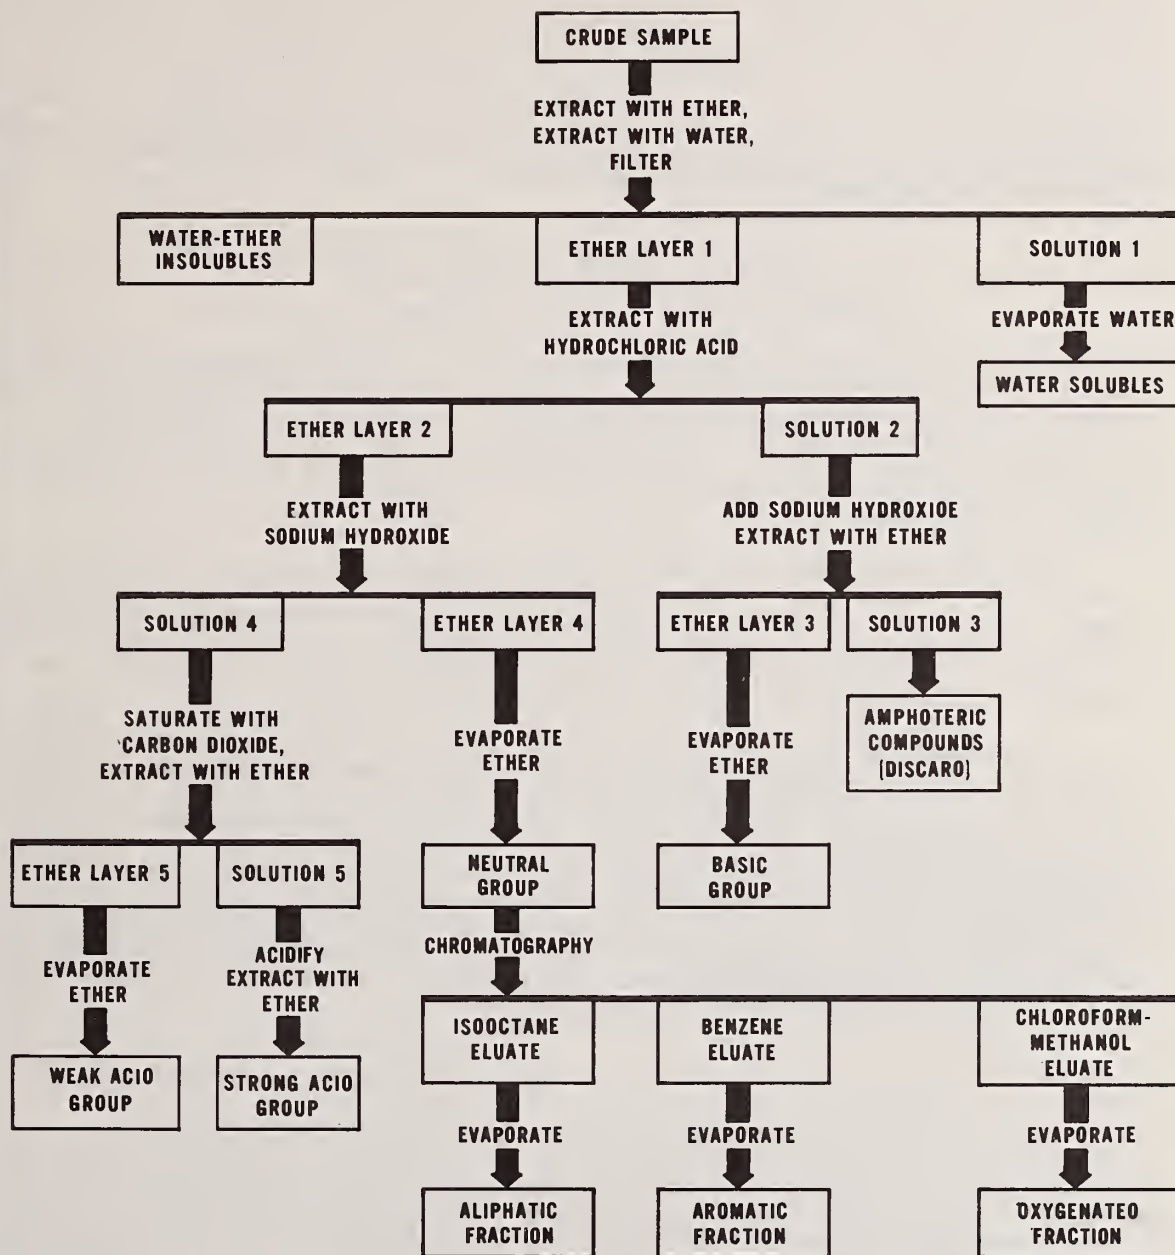 CRUDE SAMPLE
EXTRACT WITH ETHER,
EXTRACT WITH WATER,
FILTER
WATER-ETHER
INSOLUBLES
ETHER LAYER 1
SOLUTION 1
EXTRACT WITH
HYDROCHLORIC ACID
EVAPORATE WATER
WATER SOLUBLES
ETHER LAYER 2
SOLUTION 2
EXTRACT WITH
SODIUM HYDROXIDE
ADD SODIUM HYDROXIOE
EXTRACT WITH ETHER
SOLUTION 4
ETHER LAYER 4
ETHER LAYER 3
SOLUTION 3
SATURATE WITH
CARBON DIOXIDE,
EXTRACT WITH ETHER
EVAPORATE
ETHER
EVAPORATE
ETHER
AMPHOTERIC
COMPOUNDS
(DISCARO)
ETHER LAYER 5
SOLUTION 5
NEUTRAL
GROUP
BASIC
GROUP
EVAPORATE
ETHER
ACIDIFY
EXTRACT WITH
ETHER
CHROMATOGRAPHY
ISOOCTANE
ELUATE
BENZENE
ELUATE
CHLOROFORM-
METHANOL
ELUATE
WEAK ACIO
GROUP
STRONG ACIO
GROUP
EVAPORATE
EVAPORATE
EVAPORATE
ALIPHATIC
FRACTION
AROMATIC
FRACTION
OXYGENATEO
FRACTION